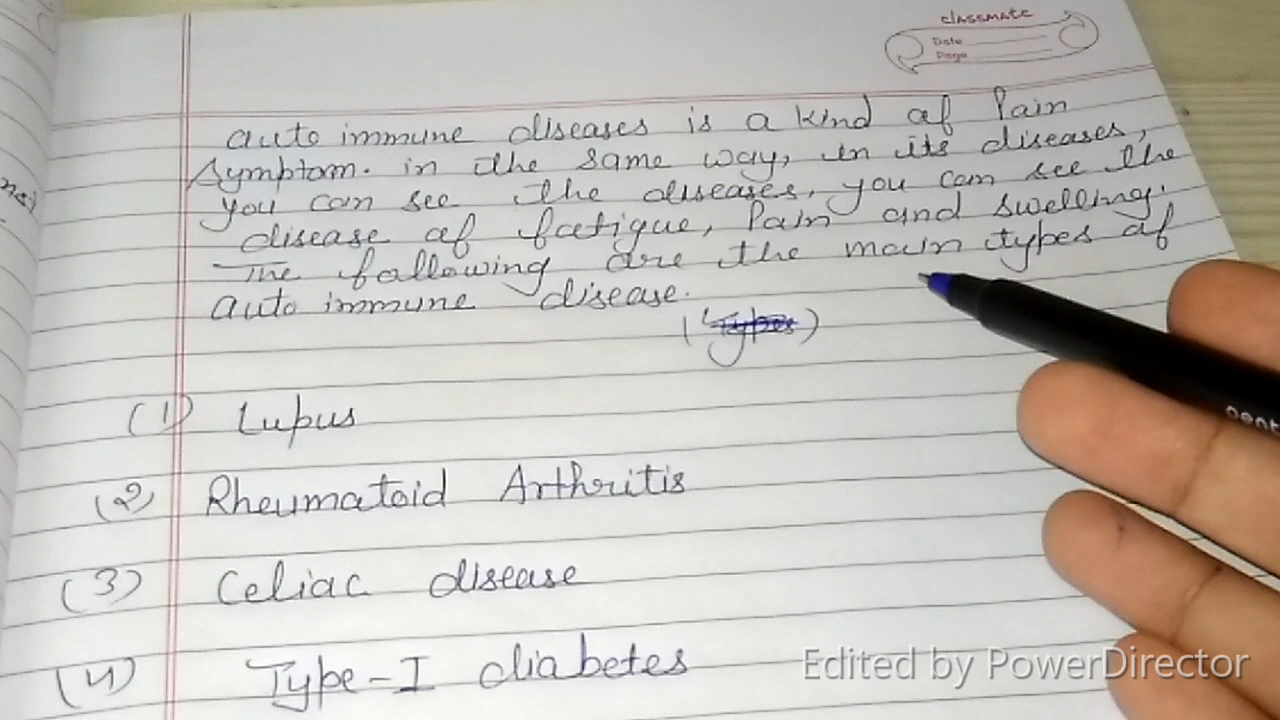 classmate
Date
Page
auto immune diseases is a kind of Pain
Symptom. in the same way, in its diseases,
you can see the diseases, you can see the
disease of fatigue, Pain and swelling.
The following are the main types of
auto immune disease.
(Types)
(1) Lupus
(2) Rheumatoid Arthritis
(3) Celiac disease
(4) Type-I diabetes
Edited by PowerDirector